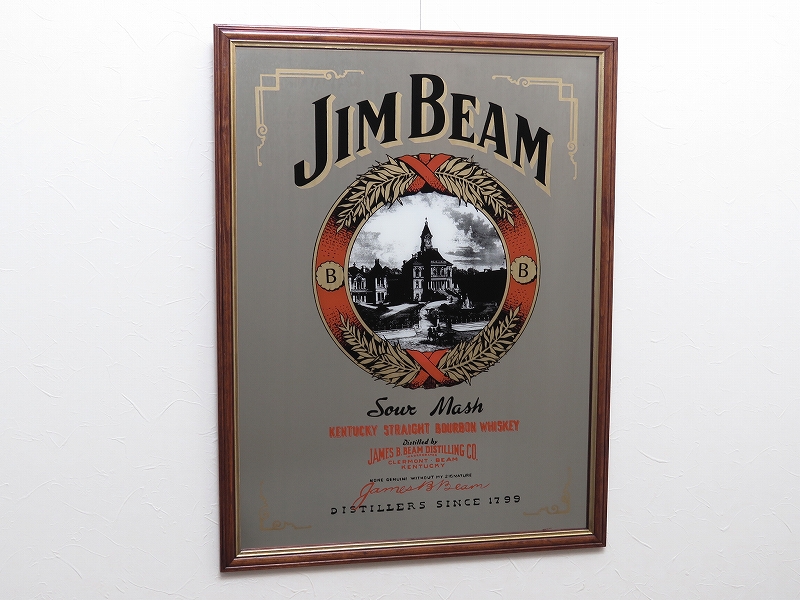 JIM BEAM
B B
Sour Mash
KENTUCKY STRAIGHT BOURBON WHISKEY
Distilled by
JAMES B. BEAM DISTILLING CO.
CLERMONT - BEAM
KENTUCKY
NONE GENUINE WITHOUT MY SIGNATURE
James B. Beam
DISTILLERS SINCE 1799